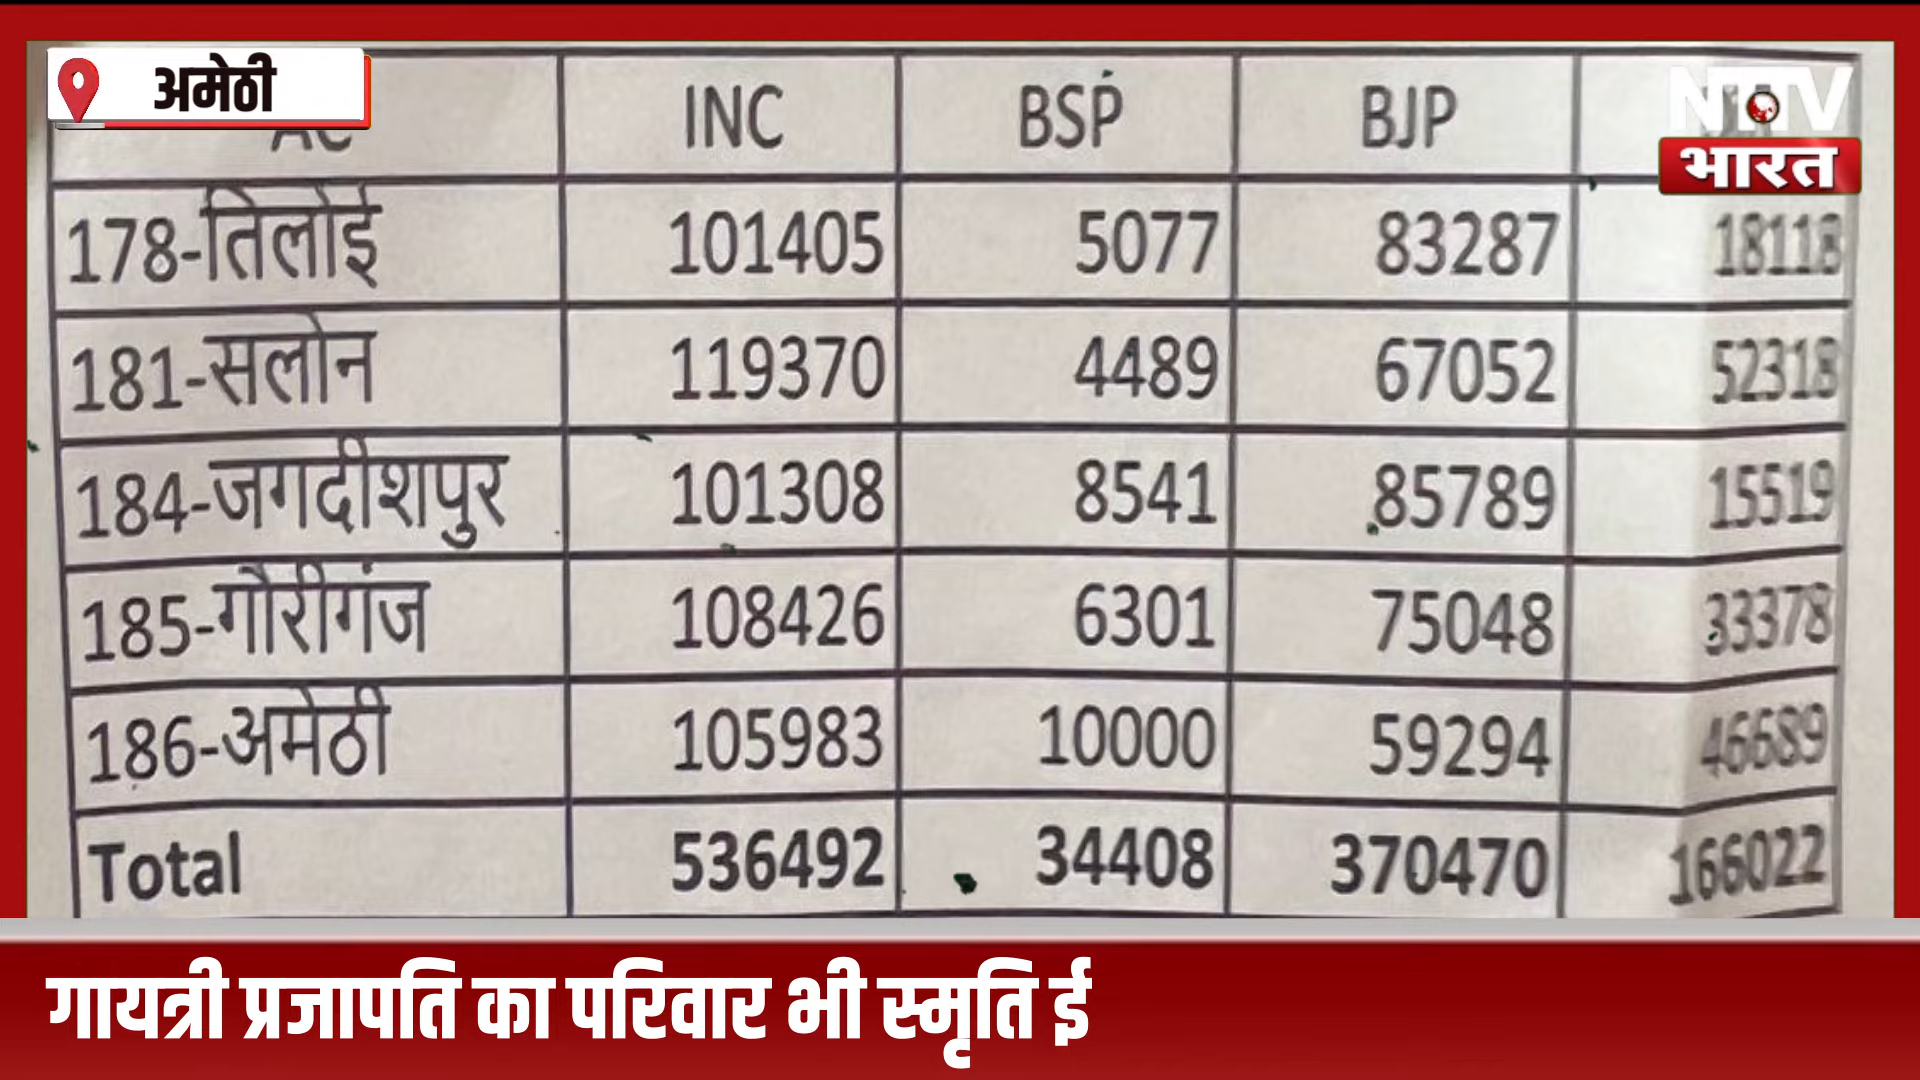 अमेठी
AC INC BSP BJP
NTV
भारत
178-तिलोई 101405 5077 83287 18118
181-सलोन 119370 4489 67052 52318
184-जगदीशपुर 101308 8541 85789 15519
185-गौरीगंज 108426 6301 75048 33378
186-अमेठी 105983 10000 59294 46689
Total 536492 34408 370470 166022
गायत्री प्रजापति का परिवार भी स्मृति ई